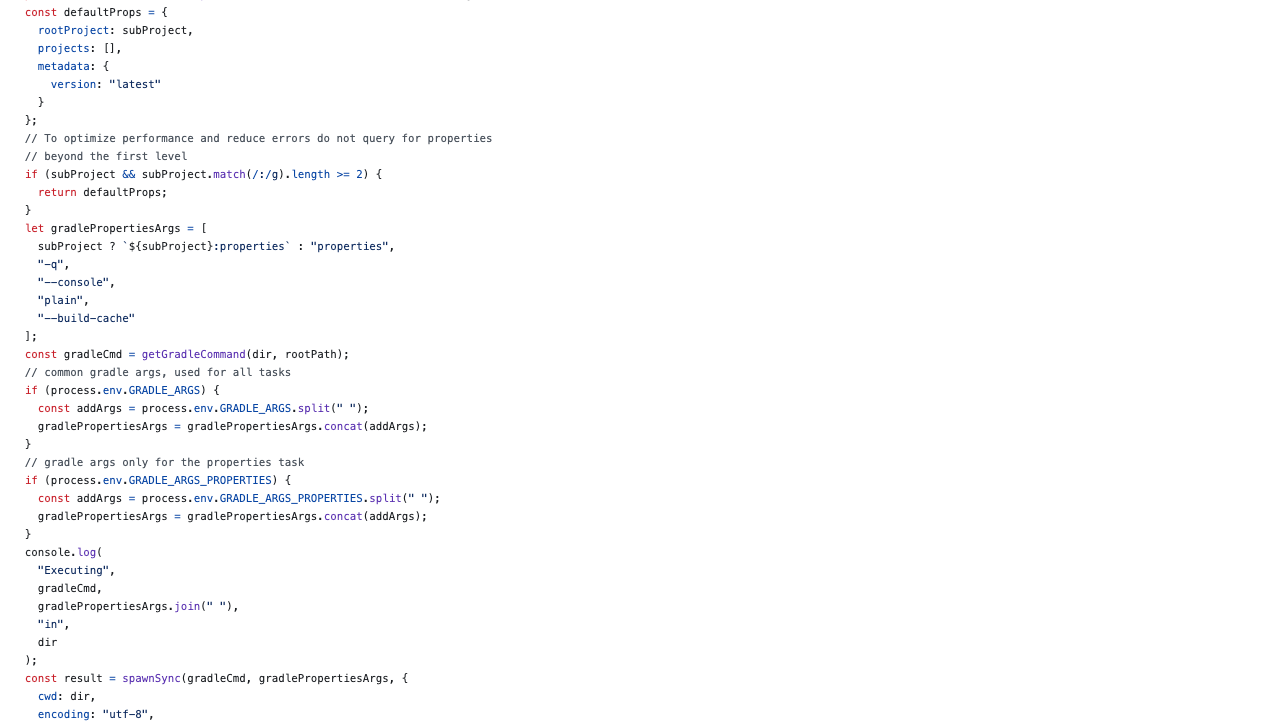 const defaultProps = {
rootProject: subProject,
projects: [],
metadata: {
version: "latest"
}
};
// To optimize performance and reduce errors do not query for properties
// beyond the first level
if (subProject && subProject.match(/:/g).length >= 2) {
return defaultProps;
}
let gradlePropertiesArgs = [
subProject ? `${subProject}:properties` : "properties",
"-q",
"--console",
"plain",
"--build-cache"
];
const gradleCmd = getGradleCommand(dir, rootPath);
// common gradle args, used for all tasks
if (process.env.GRADLE_ARGS) {
const addArgs = process.env.GRADLE_ARGS.split(" ");
gradlePropertiesArgs = gradlePropertiesArgs.concat(addArgs);
}
// gradle args only for the properties task
if (process.env.GRADLE_ARGS_PROPERTIES) {
const addArgs = process.env.GRADLE_ARGS_PROPERTIES.split(" ");
gradlePropertiesArgs = gradlePropertiesArgs.concat(addArgs);
}
console.log(
"Executing",
gradleCmd,
gradlePropertiesArgs.join(" "),
"in",
dir
);
const result = spawnSync(gradleCmd, gradlePropertiesArgs, {
cwd: dir,
encoding: "utf-8",